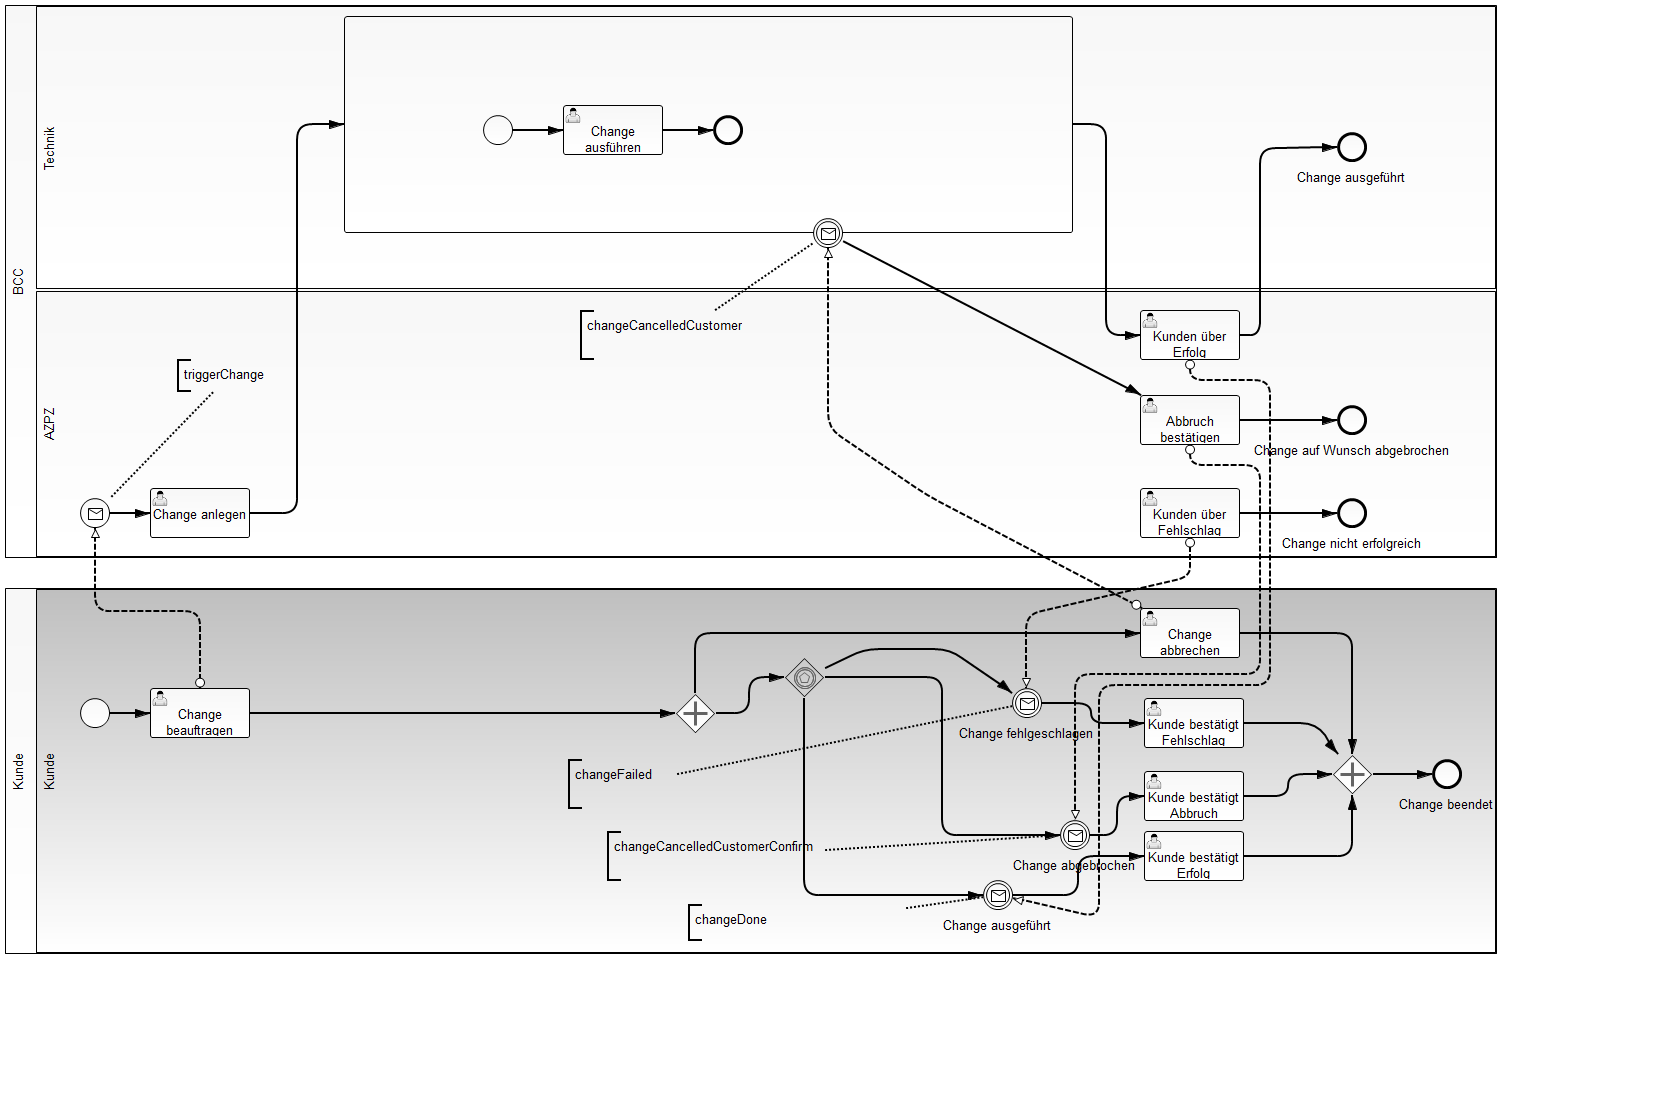 BCC
Technik
Change
ausführen
Change ausgeführt
AZPZ
changeCancelledCustomer
Kunden über
Erfolg
triggerChange
Abbruch
bestätigen
Change auf Wunsch abgebrochen
Change anlegen
Kunden über
Fehlschlag
Change nicht erfolgreich
Kunde
Kunde
Change
abbrechen
Change
beauftragen
Change fehlgeschlagen
Kunde bestätigt
Fehlschlag
changeFailed
Kunde bestätigt
Abbruch
Change beendet
changeCancelledCustomerConfirm
Change abgebrochen
Kunde bestätigt
Erfolg
changeDone
Change ausgeführt